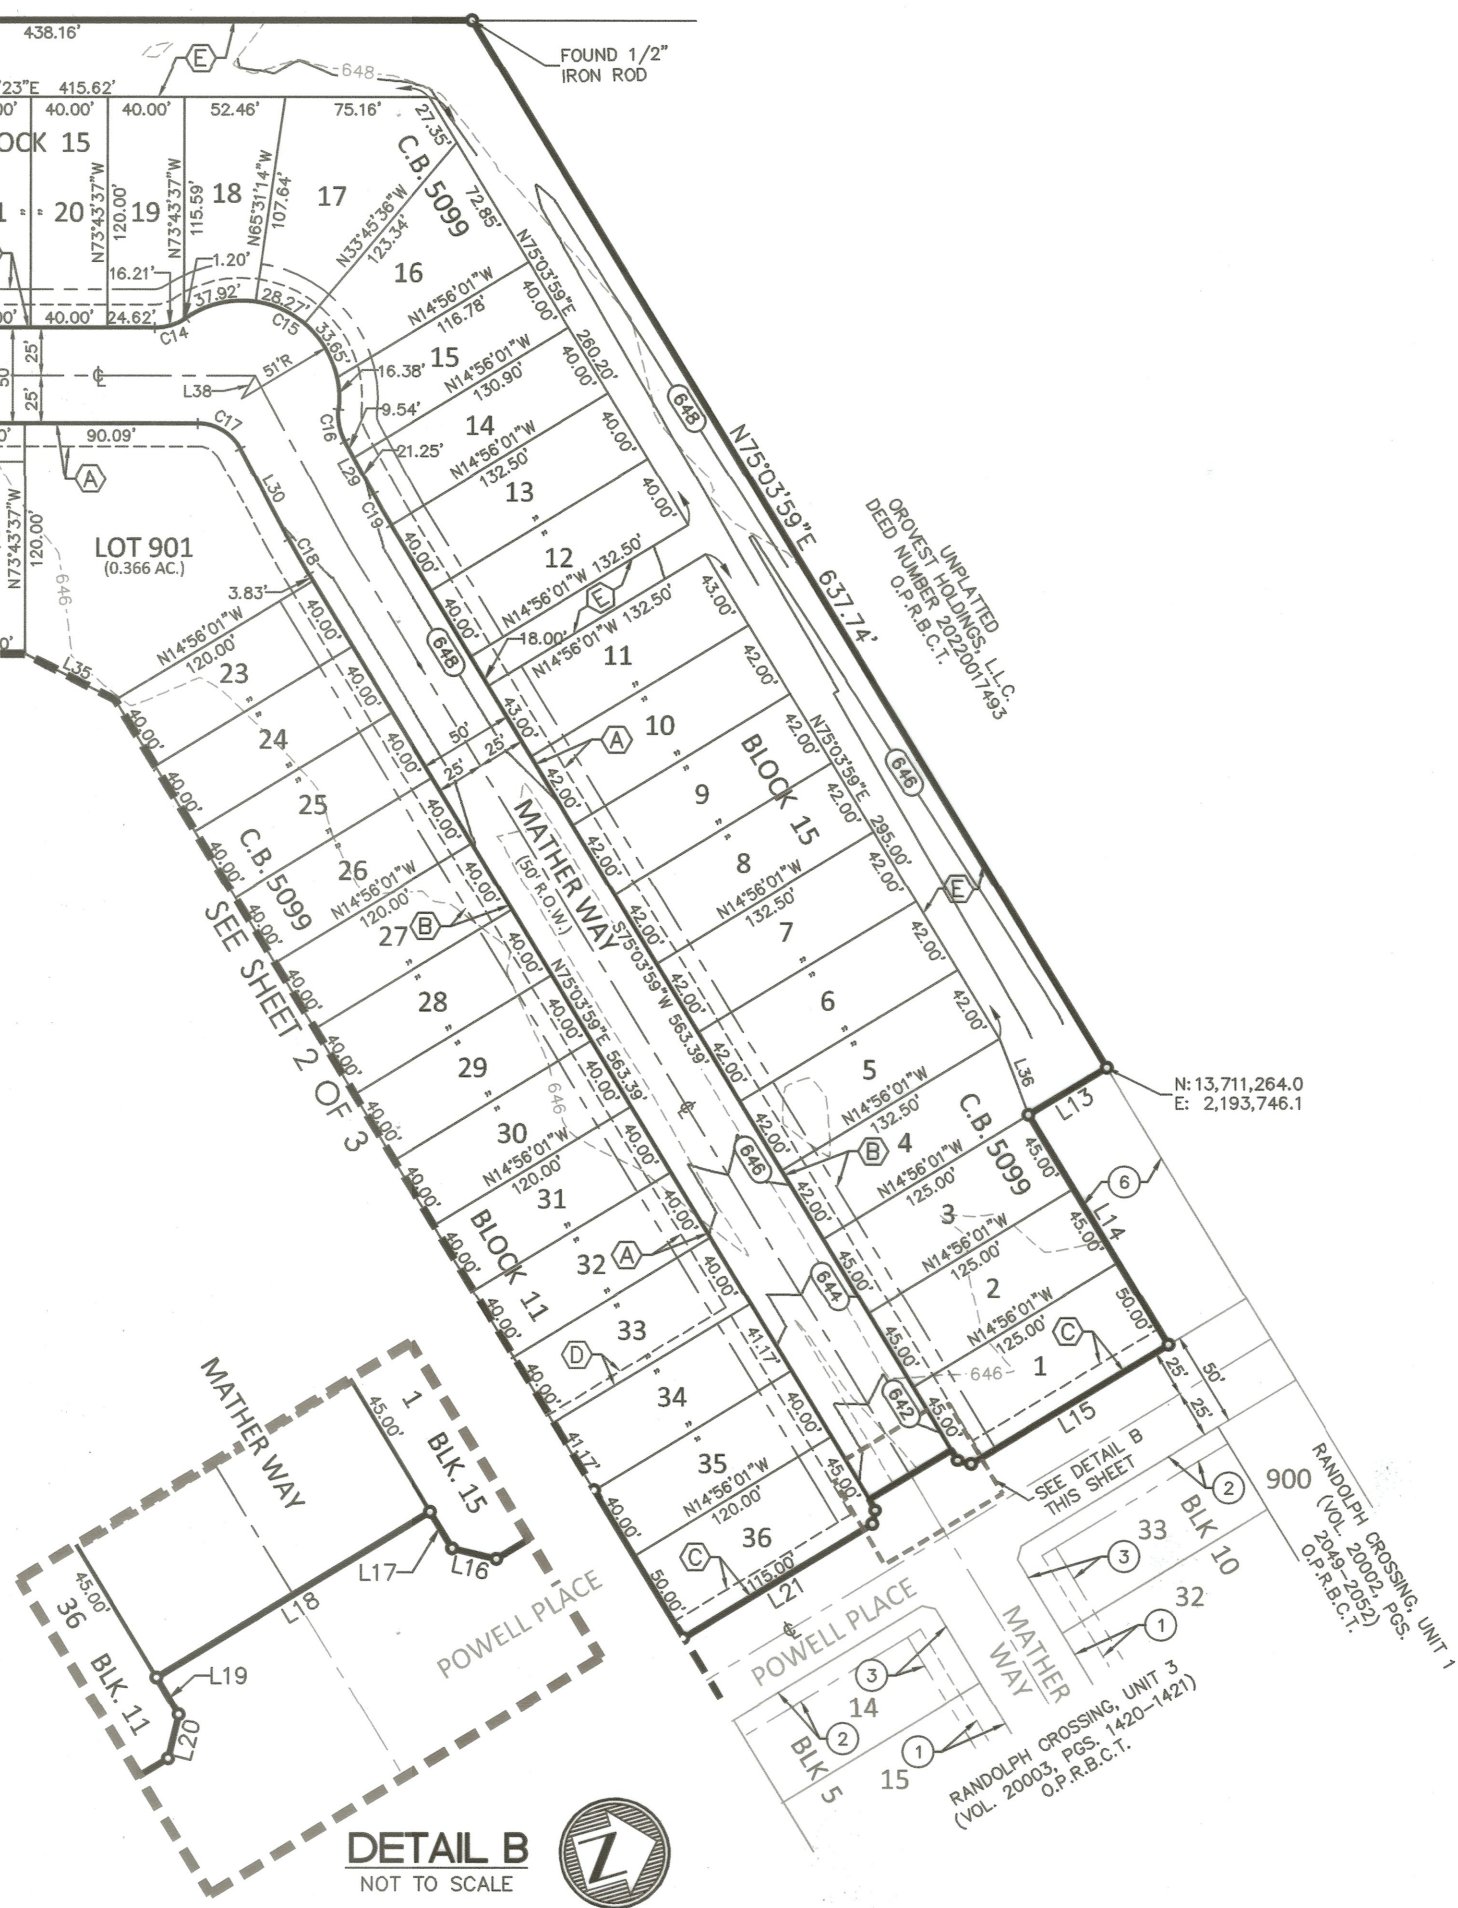 438.16'
E
FOUND 1/2"
IRON ROD
648
'23"E 415.62'
40.00' 40.00' 52.46' 75.16'
27.35'
OCK 15
C.B. 5099
20 19 18 17
N73°43'37"W
120.00'
N73°43'37"W
115.59'
N65°31'14"W
107.64'
N33°45'36"W
123.34'
72.85'
16
16.21' 1.20'
37.92' 28.27'
40.00' 24.62' C14 C15
33.65'
N75°03'59"E 260.20'
40.00'
N14°56'01"W
116.78'
15
16.38'
N14°56'01"W
130.90'
40.00'
25'
50
25'
℄
L38
51'R
9.54'
C16
14
21.25'
N14°56'01"W
132.50'
40.00'
648
90.09'
C17
L29
L30
C19
C18
13
"
40.00'
A
N73°43'37"W
120.00'
LOT 901
(0.366 AC.)
646
3.83'
12
N14°56'01"W 132.50'
E
N14°56'01"W 132.50'
18.00'
40.00'
40.00'
648
N75°03'59"E 637.74'
UNPLATTED
OROVEST HOLDINGS, L.L.C.
DEED NUMBER 20220017493
O.P.R.B.C.T.
L35
N14°56'01"W
120.00'
23
"
24
"
25
"
26
N14°56'01"W
120.00'
27
B
"
28
"
29
"
30
N14°56'01"W
120.00'
31
"
32
A
"
33
D
"
34
"
35
N14°56'01"W
120.00'
36
C
115.00'
L21
40.00'
40.00'
40.00'
40.00'
40.00'
40.00'
40.00'
40.00'
40.00'
40.00'
41.17'
40.00'
50.00'
C.B. 5099
SEE SHEET 2 OF 3
BLOCK 11
40.00'
40.00'
40.00'
40.00'
40.00'
40.00'
40.00'
40.00'
40.00'
40.00'
41.17'
40.00'
45.00'
N75°03'59"E 563.39'
646
50'
25'
25'
MATHER WAY
(50' R.O.W.)
S75°03'59"W 563.39'
℄
43.00'
42.00'
42.00'
42.00'
42.00'
42.00'
42.00'
42.00'
45.00'
45.00'
45.00'
A
646
644
642
11
"
10
"
9
"
8
N14°56'01"W
132.50'
7
"
6
"
5
N14°56'01"W
132.50'
B
4
N14°56'01"W
125.00'
3
N14°56'01"W
125.00'
2
N14°56'01"W
125.00'
C
646
1
BLOCK 15
C.B. 5099
43.00'
42.00'
42.00'
N75°03'59"E 295.00'
42.00'
42.00'
42.00'
42.00'
646
E
L36
L13
N: 13,711,264.0
E: 2,193,746.1
45.00'
6
L14
45.00'
50.00'
L15
25'
50'
25'
SEE DETAIL B
THIS SHEET
2
900
RANDOLPH CROSSING, UNIT 1
(VOL. 20002, PGS.
2049-2052)
O.P.R.B.C.T.
33
3
BLK 10
32
1
POWELL PLACE
℄
MATHER
WAY
3
14
2
BLK 5
1
15
RANDOLPH CROSSING, UNIT 3
(VOL. 20003, PGS. 1420-1421)
O.P.R.B.C.T.
MATHER WAY
45.00'
1
BLK. 15
L17
L16
L18
POWELL PLACE
45.00'
36
BLK. 11
L19
L20
DETAIL B
NOT TO SCALE
N